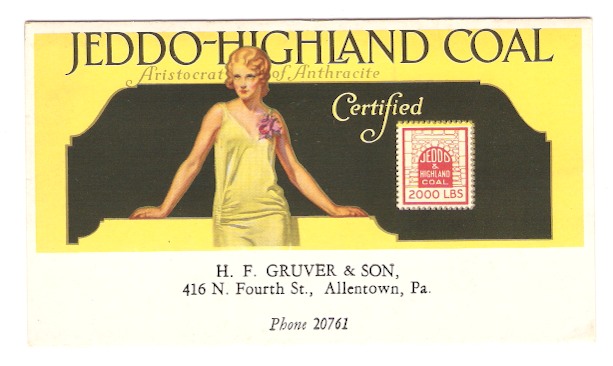 JEDDO-HIGHLAND COAL
Aristocrat of Anthracite
Certified
JEDDO
&
HIGHLAND
COAL
2000 LBS
H. F. GRUVER & SON,
416 N. Fourth St., Allentown, Pa.
Phone 20761